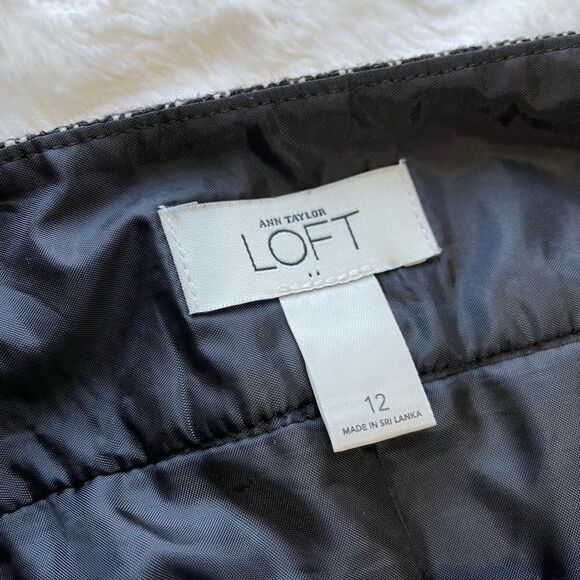 ANN TAYLOR
LOFT
12
MADE IN SRI LANKA